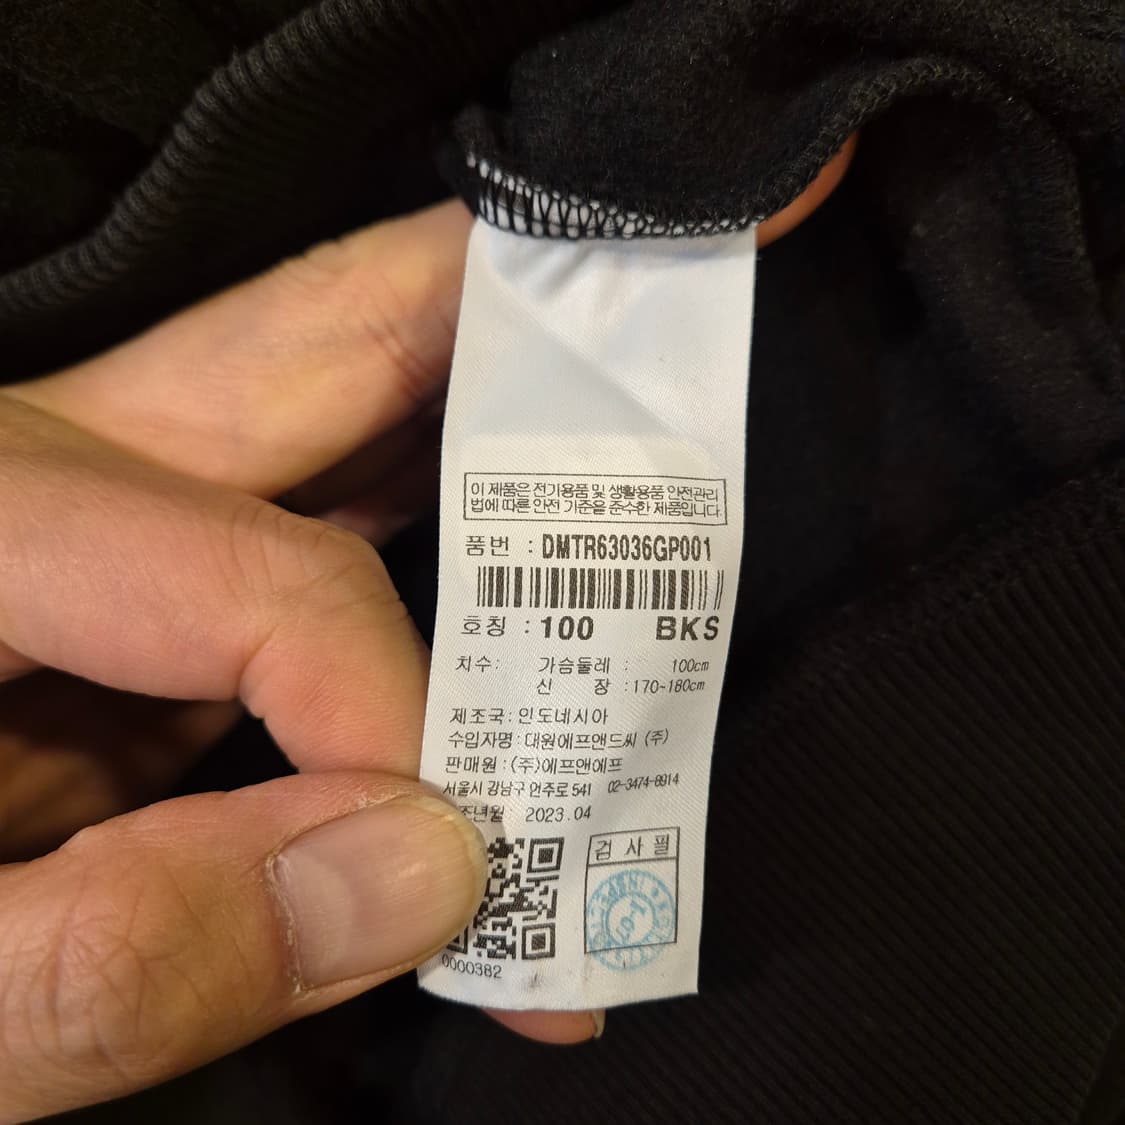 이 제품은 전기용품 및 생활용품 안전관리
법에 따른 안전 기준을 준수한 제품입니다.
품번 : DMTR63036GP001
호칭 : 100 BKS
치수: 가슴둘레 : 100cm
신 장 : 170~180cm
제조국: 인도네시아
수입자명: 대원에프앤드씨 (주)
판매원 : (주)에프앤에프
서울시 강남구 언주로 541 02-3474-8914
조년월: 2023.04
검 사 필
0000382